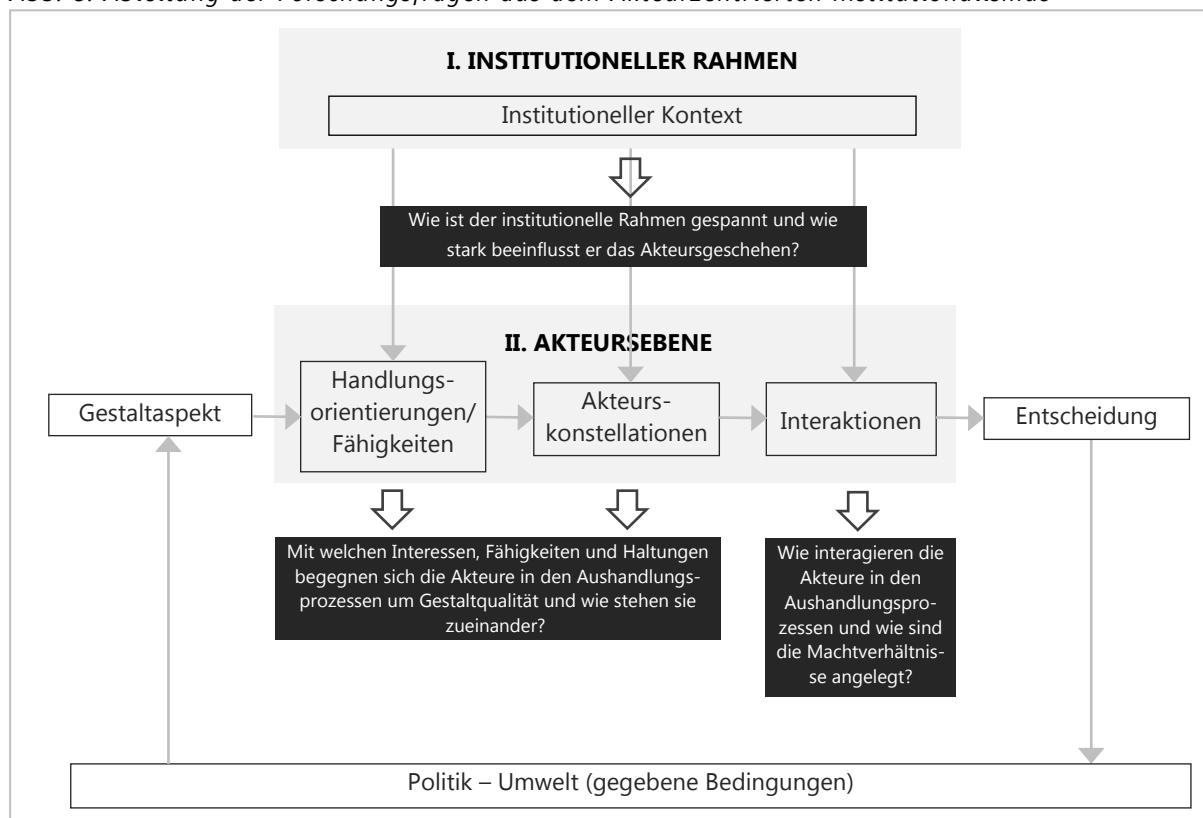 I. INSTITUTIONELLER RAHMEN
Institutioneller Kontext
Wie ist der institutionelle Rahmen gespannt und wie
stark beeinflusst er das Akteursgeschehen?
II. AKTEURSEBENE
Gestaltaspekt
Handlungs-
orientierungen/
Fähigkeiten
Akteurs-
konstellationen
Interaktionen
Entscheidung
Mit welchen Interessen, Fähigkeiten und Haltungen
begegnen sich die Akteure in den Aushandlungs-
prozessen um Gestaltqualität und wie stehen sie
zueinander?
Wie interagieren die
Akteure in den
Aushandlungspro-
zessen und wie sind
die Machtverhältnis-
se angelegt?
Politik – Umwelt (gegebene Bedingungen)